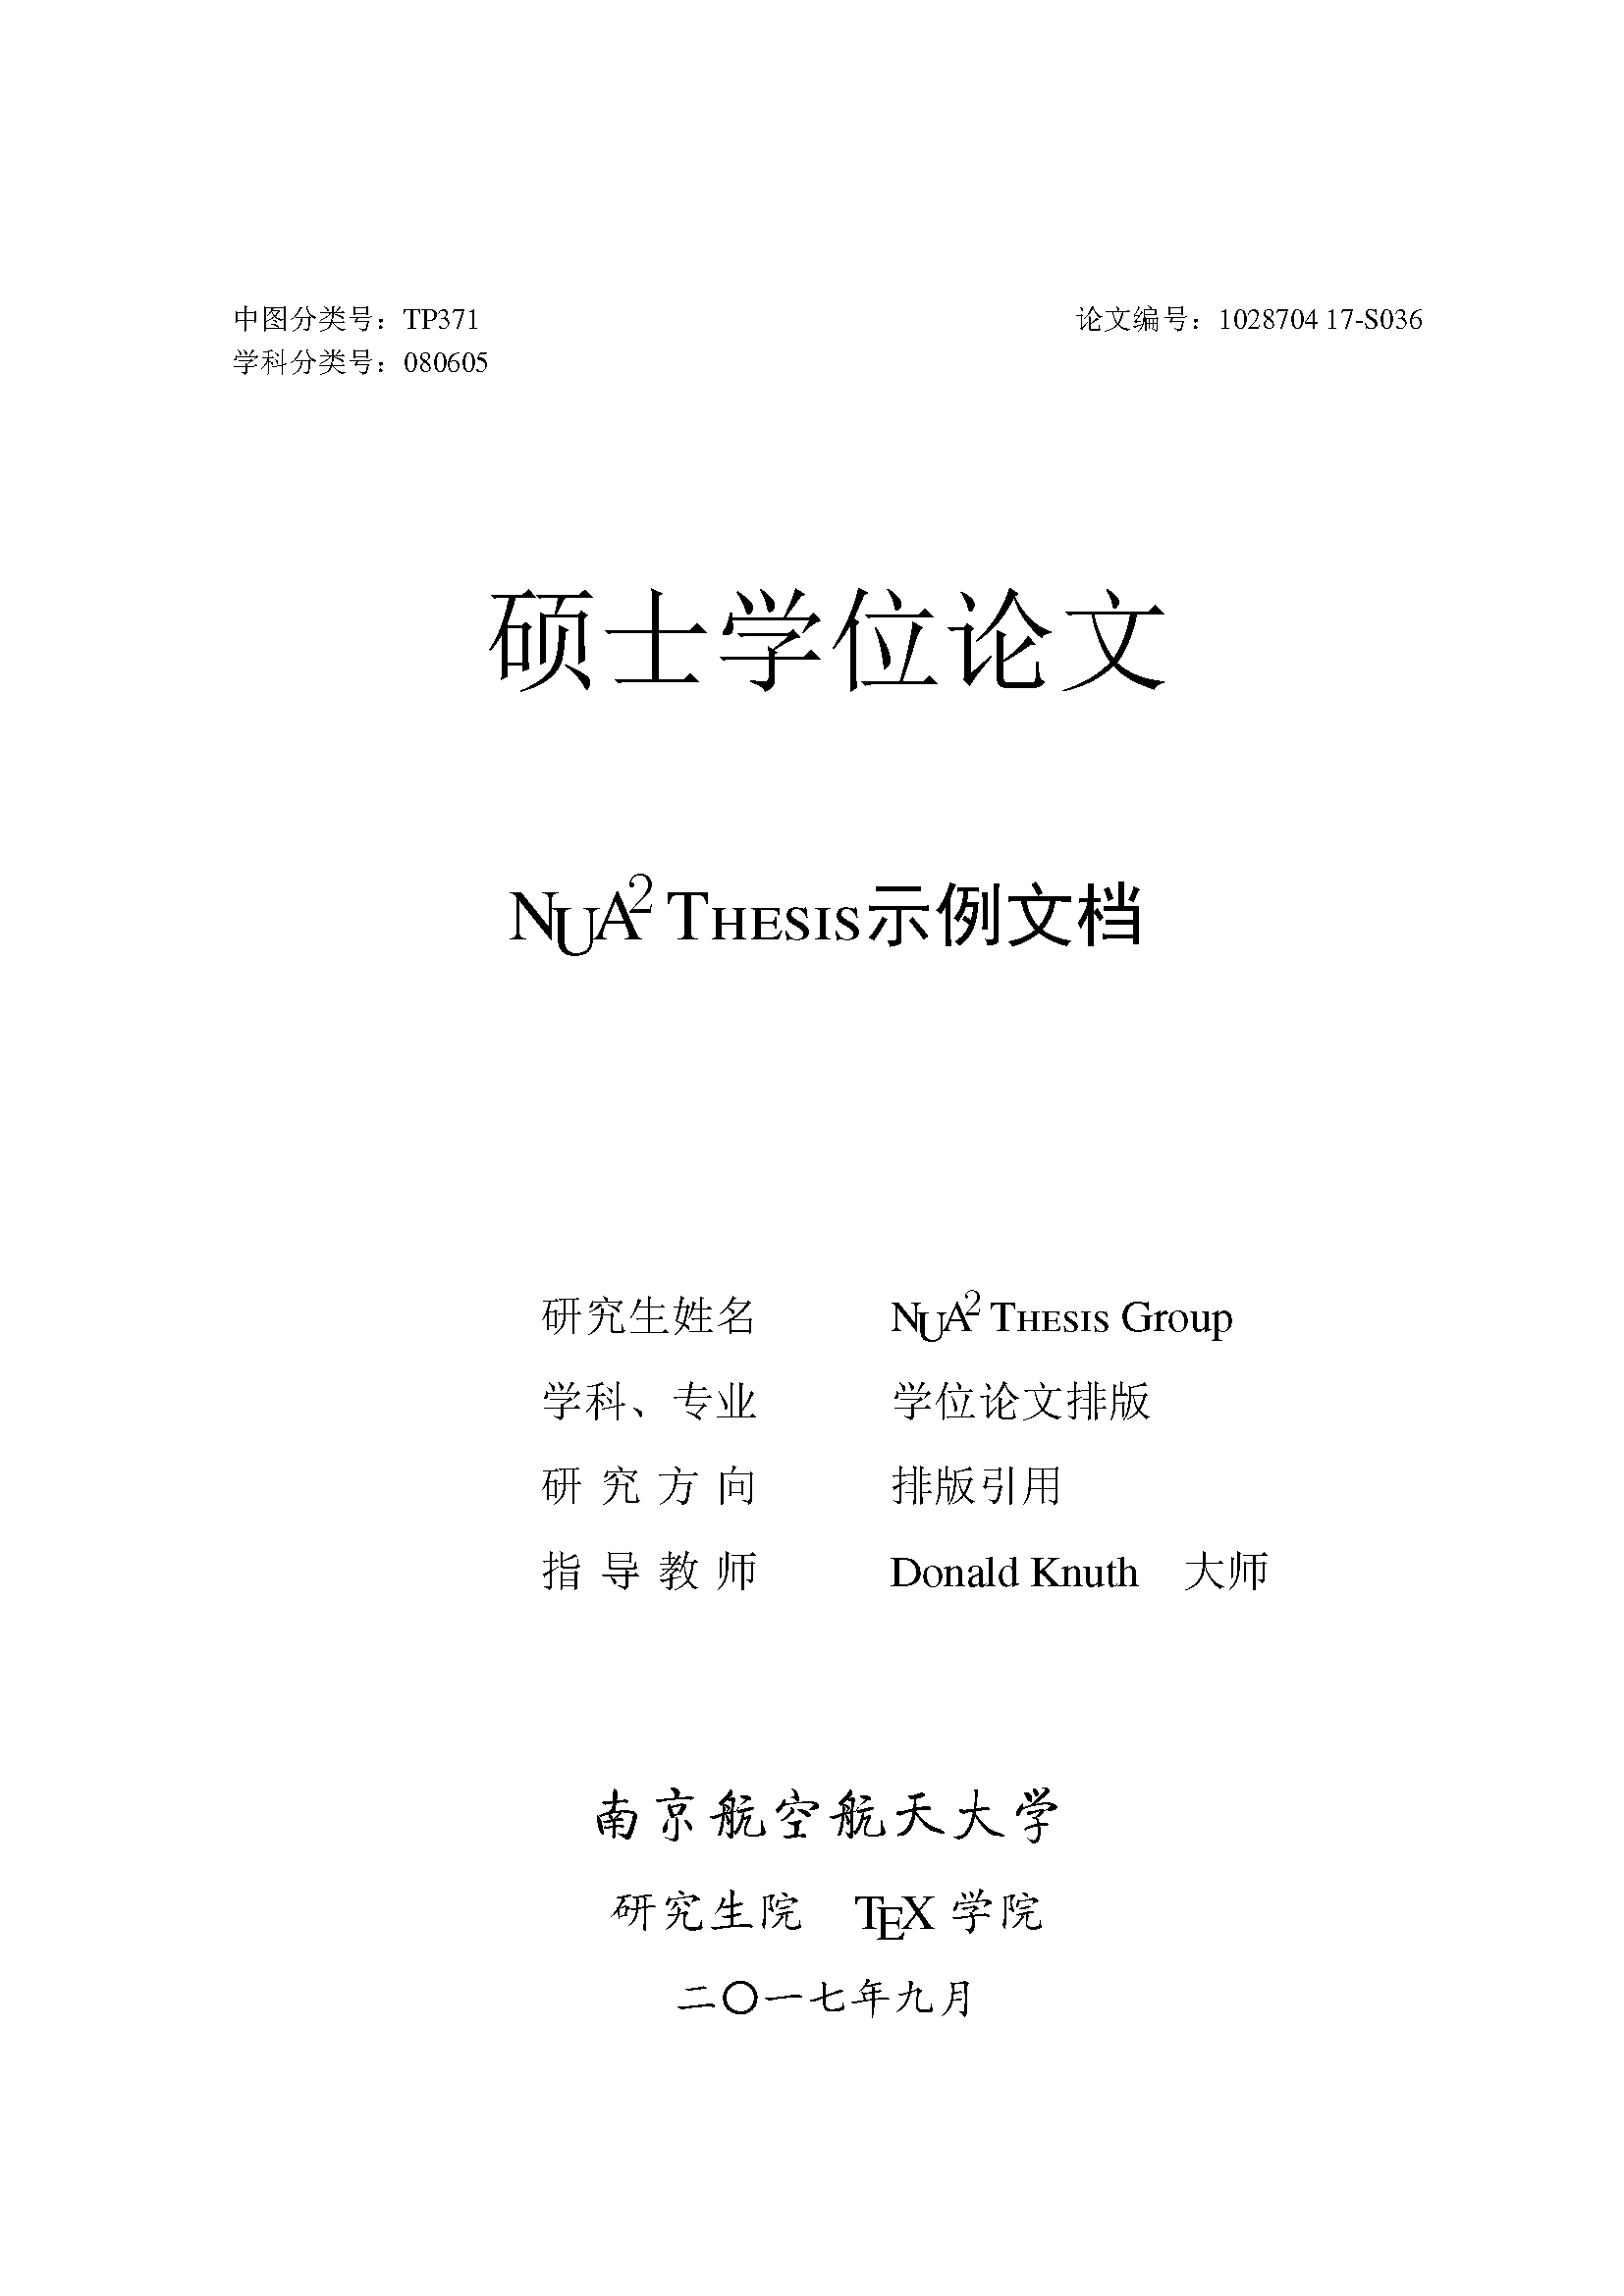 中图分类号：TP371 论文编号：1028704 17-S036
学科分类号：080605
硕士学位论文
NUA² THESIS示例文档
研究生姓名 NUA² THESIS Group
学科、专业 学位论文排版
研究方向 排版引用
指导教师 Donald Knuth 大师
南京航空航天大学
研究生院 TEX 学院
二〇一七年九月